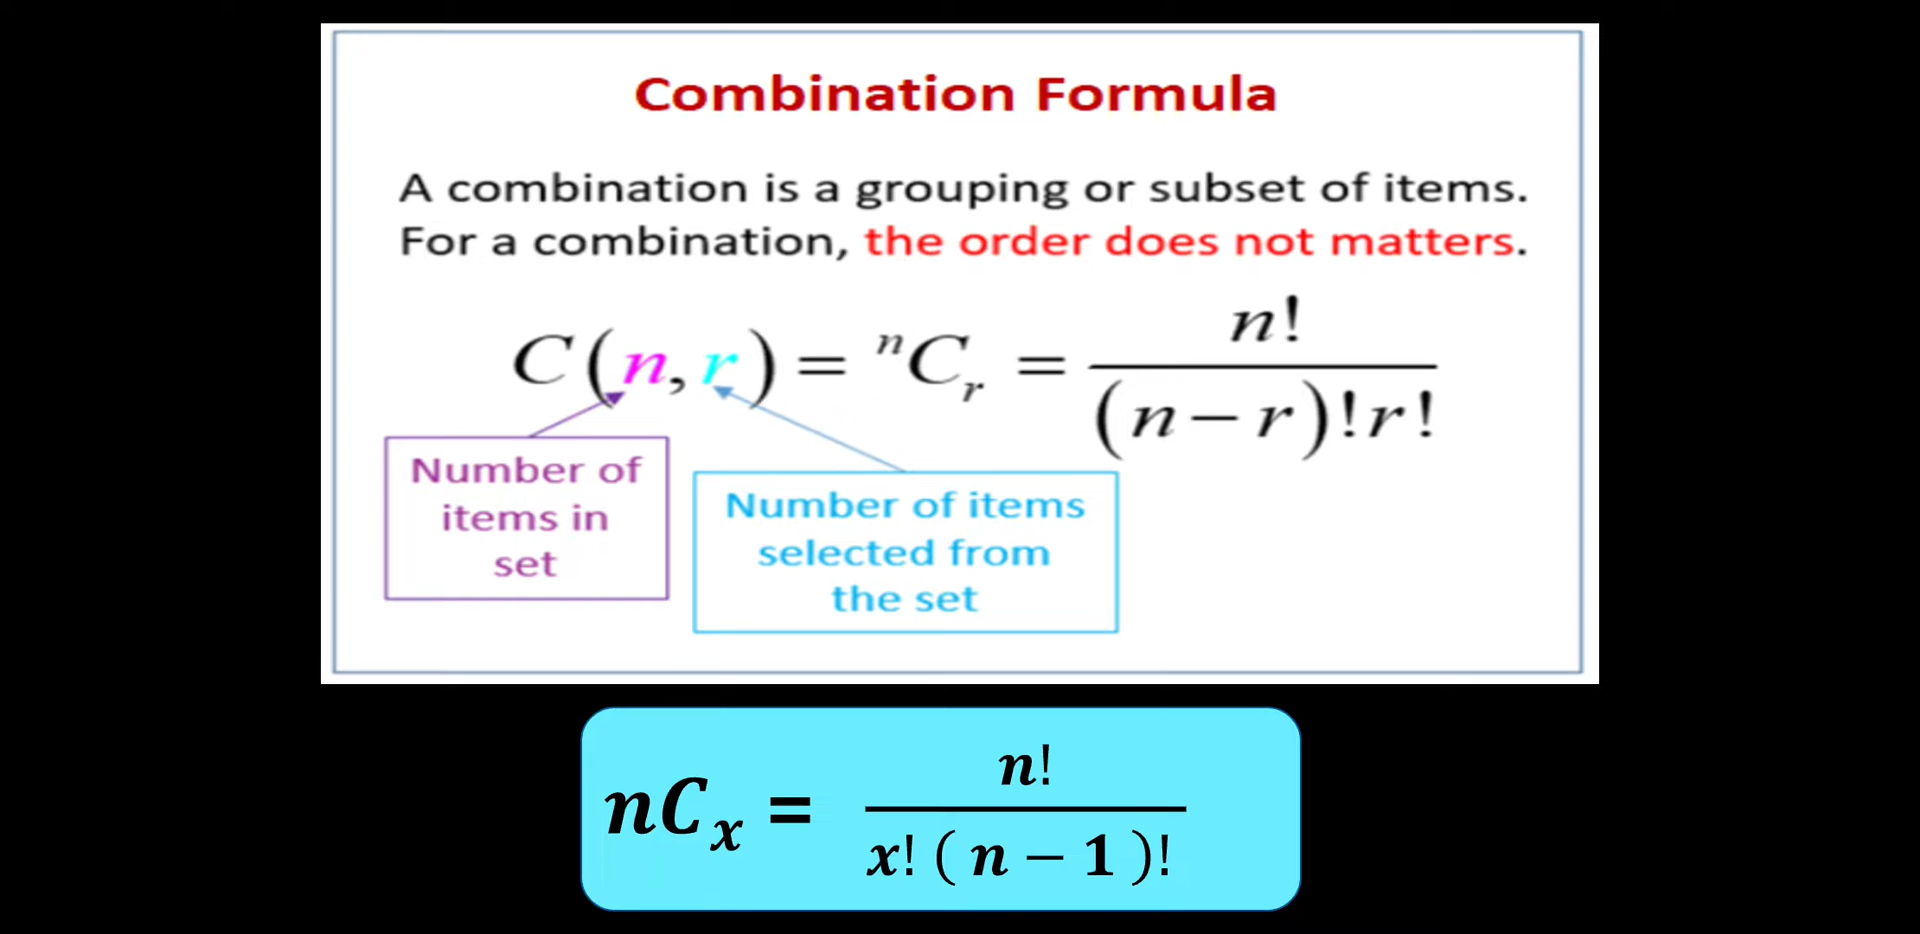 Combination Formula
A combination is a grouping or subset of items.
For a combination, the order does not matters.
C(n, r) = ⁿCᵣ = n! / (n − r)! r!
Number of
items in
set
Number of items
selected from
the set
nCₓ = n! / x! ( n − 1 )!